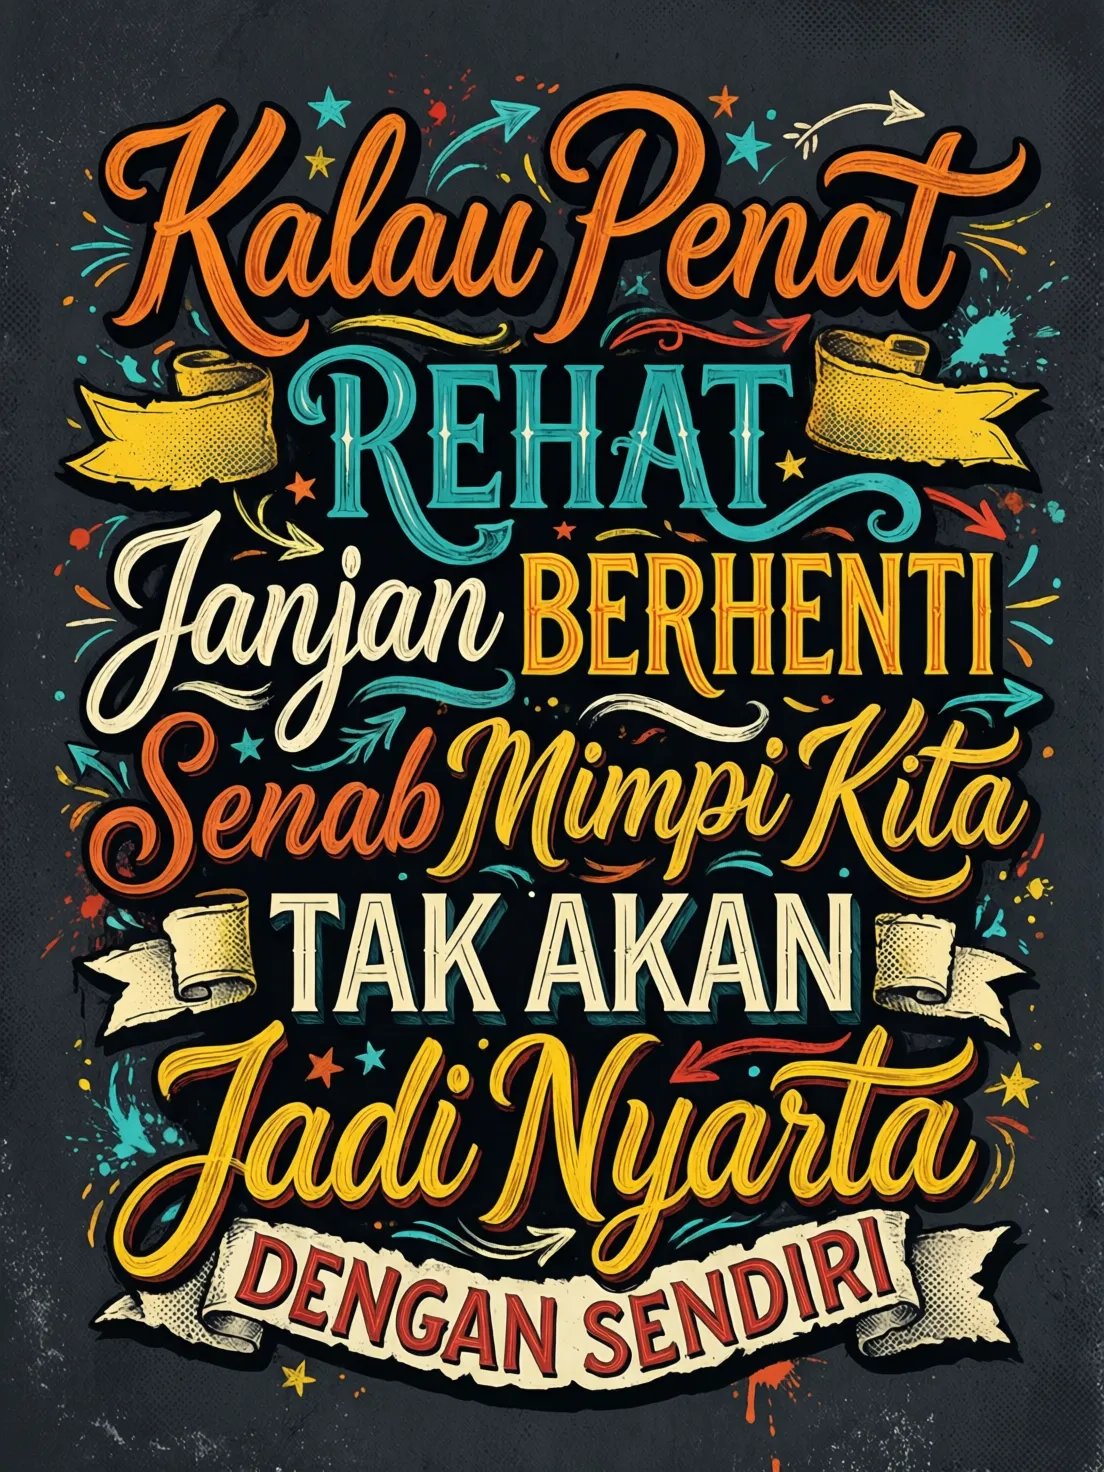 Kalau Penat
REHAT
Janjan BERHENTI
Senab Mimpi Kita
TAK AKAN
Jadi Nyarta
DENGAN SENDIRI